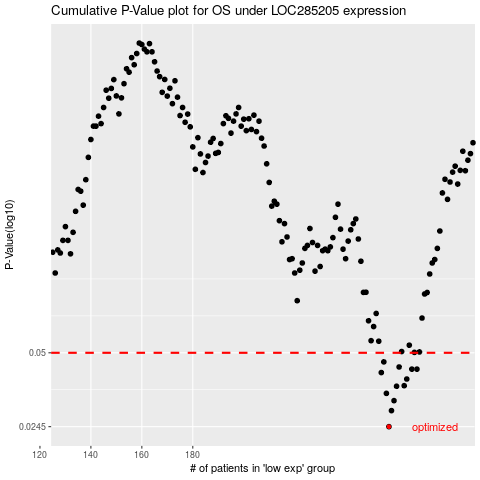 Cumulative P-Value plot for OS under LOC285205 expression
P-Value(log10)
0.05
0.0245
optimized
120 140 160 180
# of patients in 'low exp' group